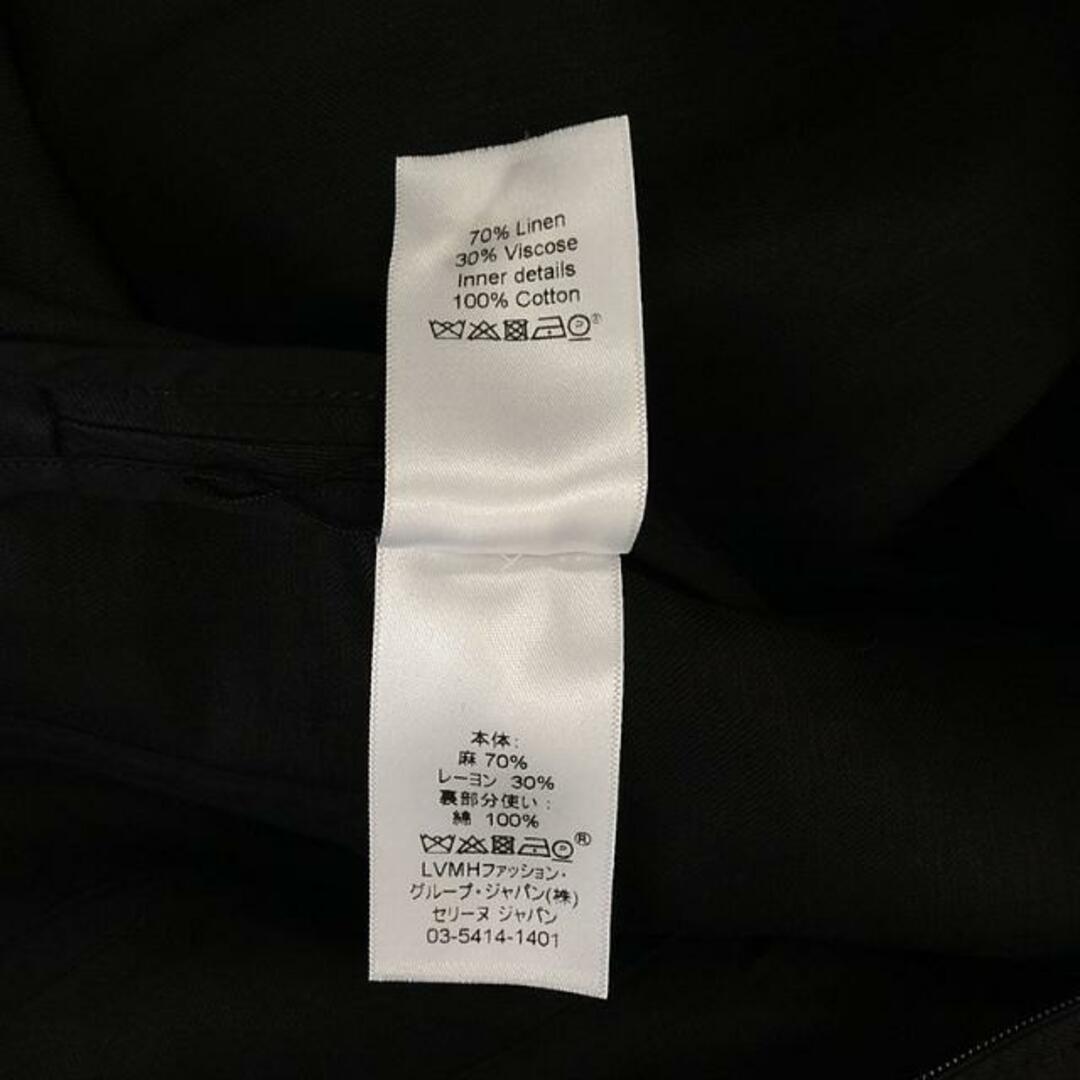 70% Linen
30% Viscose
Inner details
100% Cotton
P ®
本体:
麻 70%
レーヨン 30%
裏部分使い:
綿 100%
P ®
LVMHファッション・
グループ・ジャパン(株)
セリーヌ ジャパン
03-5414-1401